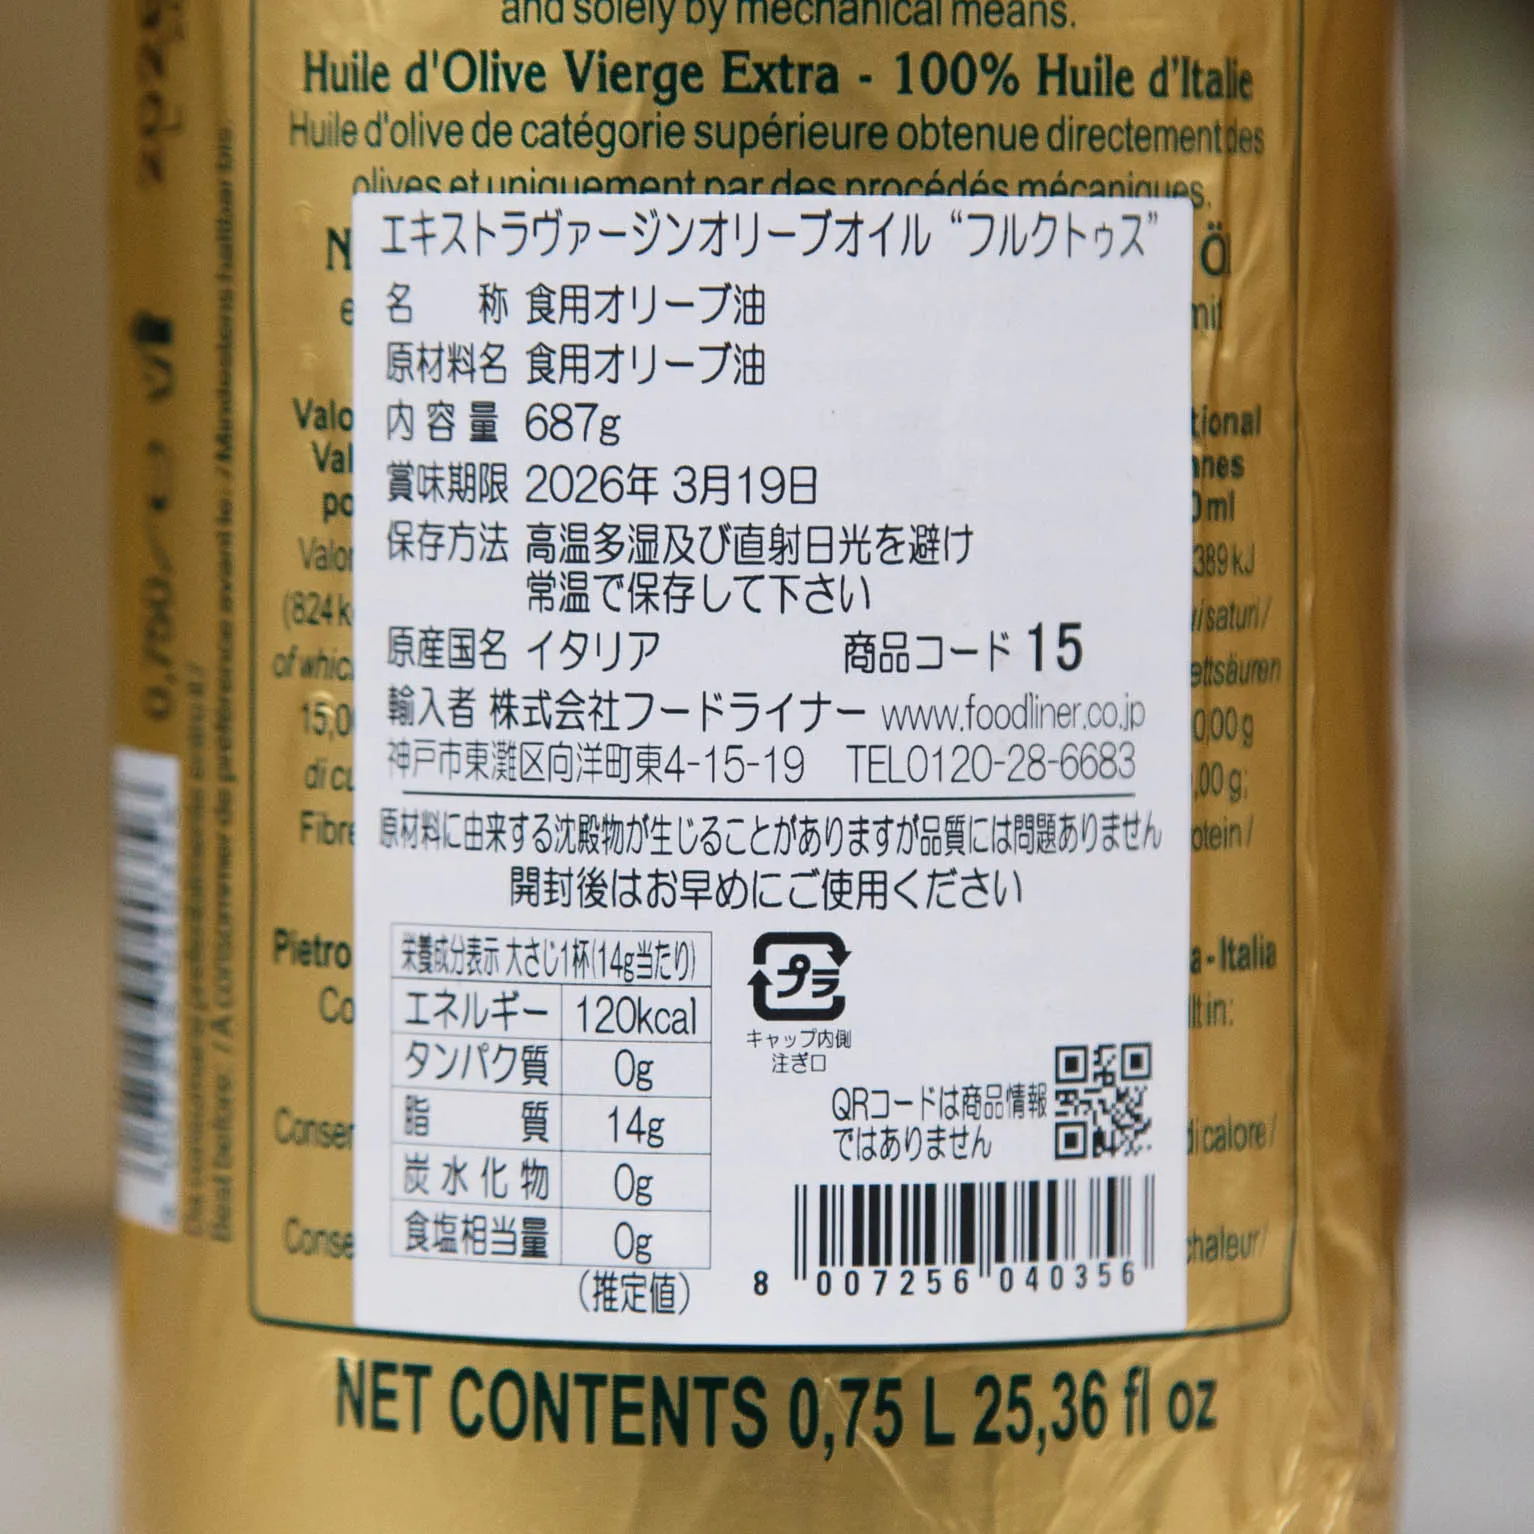 and solely by mechanical means.
Huile d'Olive Vierge Extra - 100% Huile d'Italie
Huile d'olive de catégorie supérieure obtenue directement des
olives et uniquement par des procédés mécaniques.
エキストラヴァージンオリーブオイル “フルクトゥス”
名 称 食用オリーブ油
原材料名 食用オリーブ油
内容量 687g
賞味期限 2026年 3月19日
保存方法 高温多湿及び直射日光を避け
常温で保存して下さい
原産国名 イタリア 商品コード 15
輸入者 株式会社フードライナー www.foodliner.co.jp
神戸市東灘区向洋町東4-15-19 TEL0120-28-6683
原材料に由来する沈殿物が生じることがありますが品質には問題ありません
開封後はお早めにご使用ください
栄養成分表示 大さじ1杯(14g当たり)
エネルギー 120kcal
タンパク質 0g
脂 質 14g
炭水化物 0g
食塩相当量 0g
(推定値)
プラ
キャップ内側
注ぎ口
QRコードは商品情報
ではありません
8 007256 040356
Pietro
a - Italia
NET CONTENTS 0,75 L 25,36 fl oz